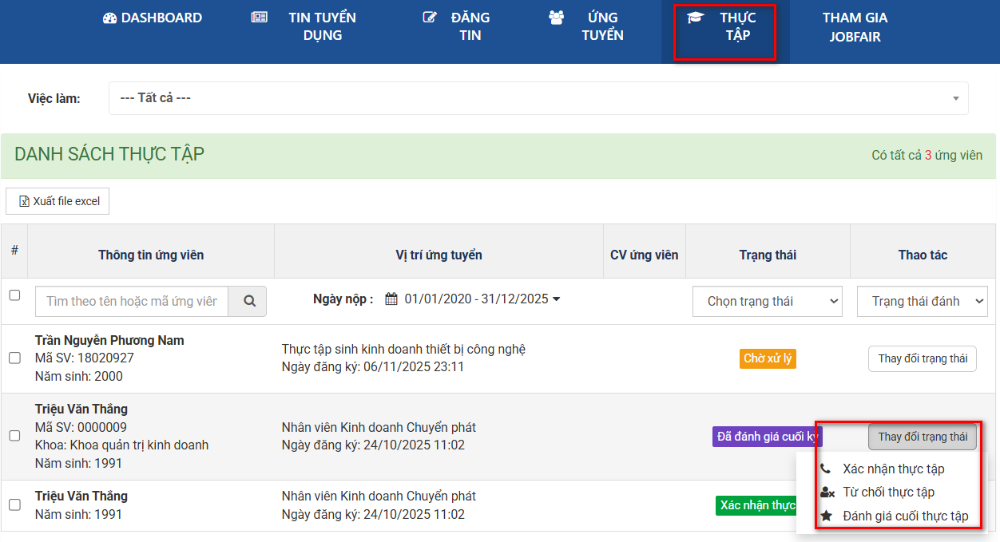 DASHBOARD
TIN TUYỂN
DỤNG
ĐĂNG
TIN
ỨNG
TUYỂN
THỰC
TẬP
THAM GIA
JOBFAIR
Việc làm:
--- Tất cả ---
DANH SÁCH THỰC TẬP
Có tất cả 3 ứng viên
Xuất file excel
# Thông tin ứng viên Vị trí ứng tuyển CV ứng viên Trạng thái Thao tác
Tìm theo tên hoặc mã ứng viên
Ngày nộp : 01/01/2020 - 31/12/2025
Chọn trạng thái
Trạng thái đánh
Trần Nguyễn Phương Nam
Mã SV: 18020927
Năm sinh: 2000
Thực tập sinh kinh doanh thiết bị công nghệ
Ngày đăng ký: 06/11/2025 23:11
Chờ xử lý
Thay đổi trạng thái
Triệu Văn Thắng
Mã SV: 0000009
Khoa: Khoa quản trị kinh doanh
Năm sinh: 1991
Nhân viên Kinh doanh Chuyển phát
Ngày đăng ký: 24/10/2025 11:02
Đã đánh giá cuối kỳ
Thay đổi trạng thái
Xác nhận thực tập
Từ chối thực tập
Đánh giá cuối thực tập
Triệu Văn Thắng
Năm sinh: 1991
Nhân viên Kinh doanh Chuyển phát
Ngày đăng ký: 24/10/2025 11:02
Xác nhận thực